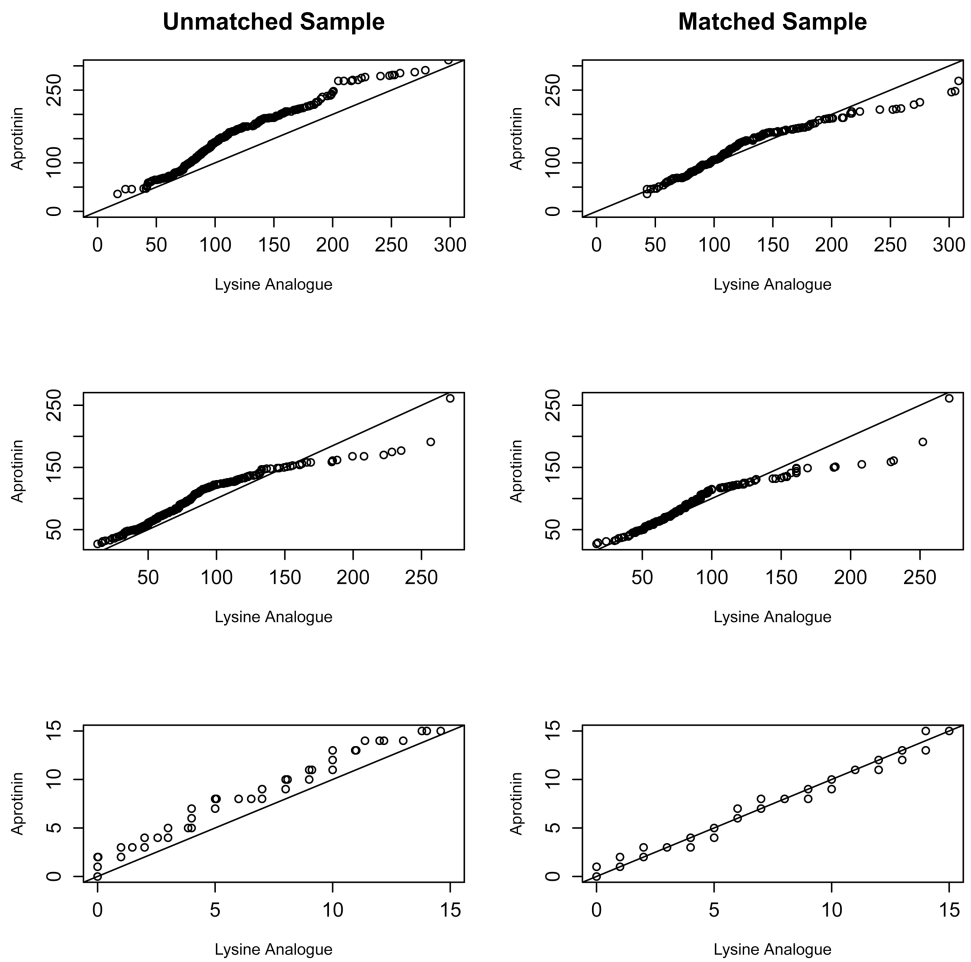 Unmatched Sample
Matched Sample
Aprotinin
0
100
250
0 50 100 150 200 250 300
Lysine Analogue
Aprotinin
0
100
250
0 50 100 150 200 250 300
Lysine Analogue
Aprotinin
50
150
250
50 100 150 200 250
Lysine Analogue
Aprotinin
50
150
250
50 100 150 200 250
Lysine Analogue
Aprotinin
0
5
10
15
0 5 10 15
Lysine Analogue
Aprotinin
0
5
10
15
0 5 10 15
Lysine Analogue